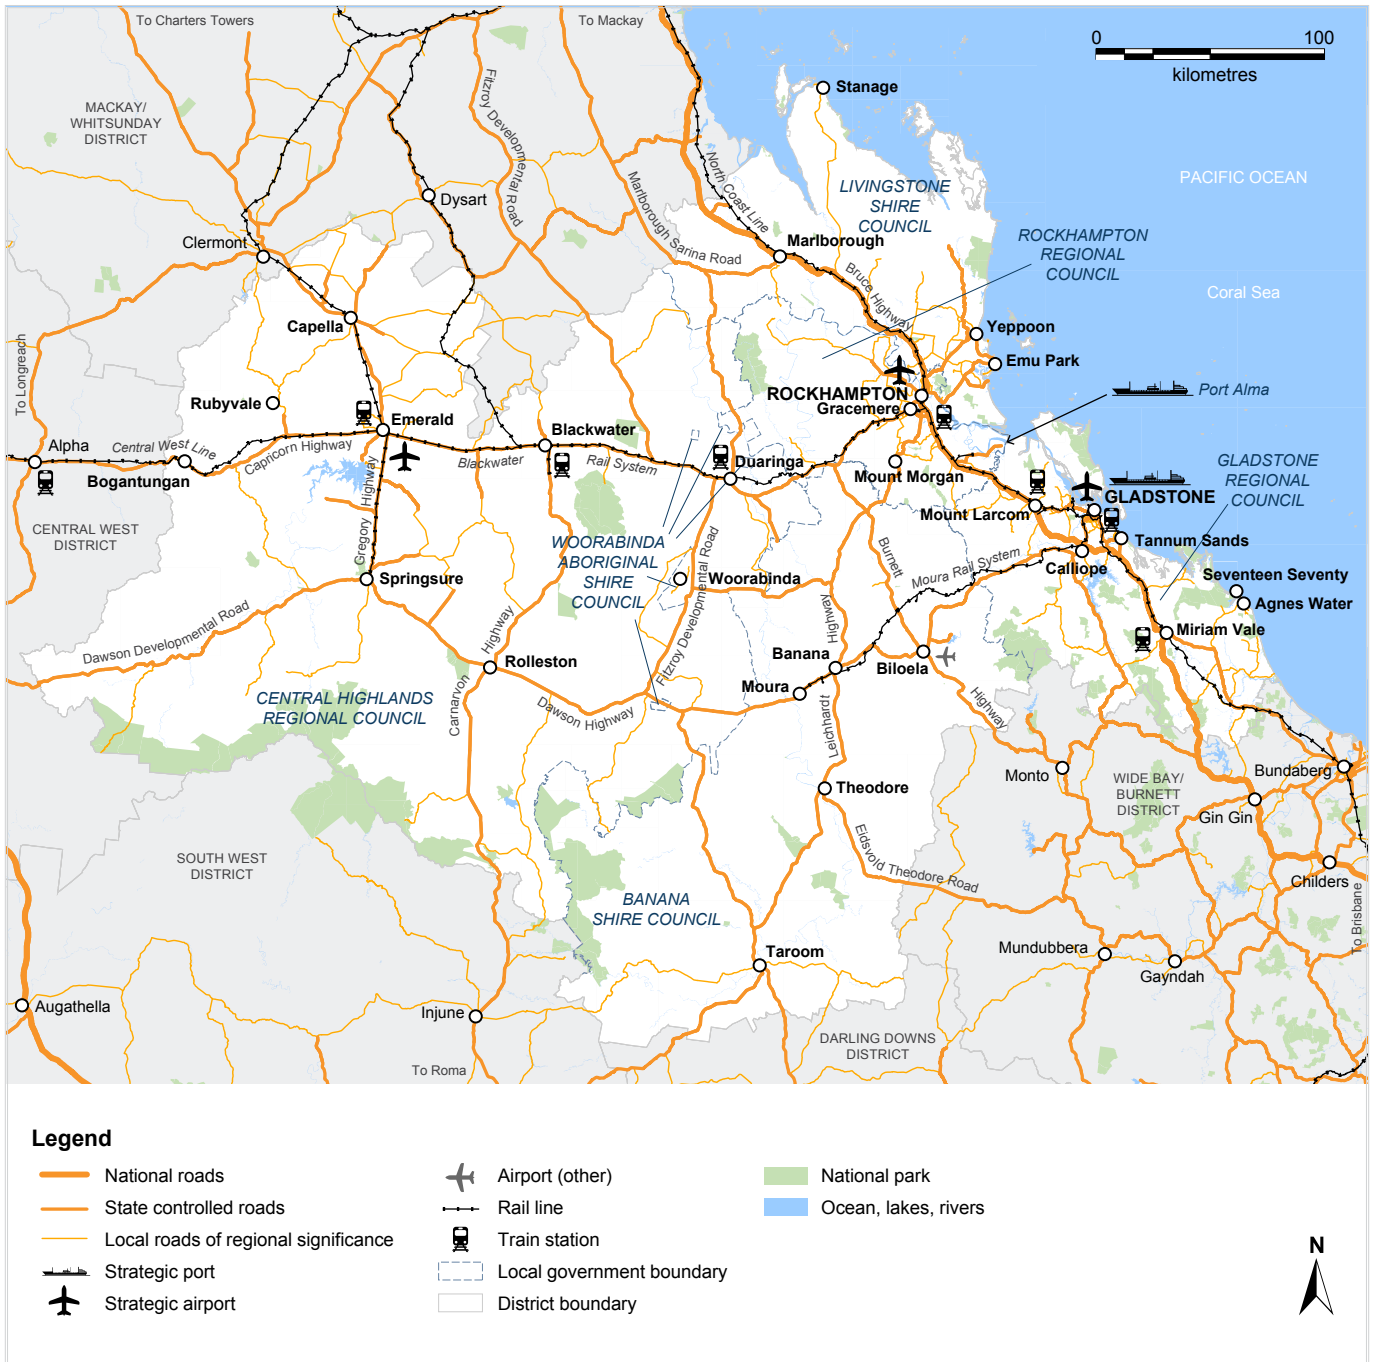 To Charters Towers
To Mackay
0
100
kilometres
Stanage
MACKAY/
WHITSUNDAY
DISTRICT
Fitzroy Developmental Road
North Coast Line
PACIFIC OCEAN
LIVINGSTONE
SHIRE
COUNCIL
Dysart
Marlborough Sarina Road
Clermont
Marlborough
ROCKHAMPTON
REGIONAL
COUNCIL
Bruce Highway
Coral Sea
Capella
Yeppoon
Emu Park
To Longreach
Port Alma
ROCKHAMPTON
Gracemere
Rubyvale
Emerald
Blackwater
Alpha
Central West Line
Capricorn Highway
Blackwater
Rail System
Duaringa
Bogantungan
Mount Morgan
GLADSTONE
REGIONAL
COUNCIL
GLADSTONE
Mount Larcom
CENTRAL WEST
DISTRICT
Gregory
Highway
WOORABINDA
ABORIGINAL
SHIRE
COUNCIL
Burnett
Moura Rail System
Tannum Sands
Calliope
Springsure
Woorabinda
Seventeen Seventy
Agnes Water
Fitzroy Developmental Road
Highway
Miriam Vale
Dawson Developmental Road
Highway
Rolleston
Banana
Biloela
Moura
CENTRAL HIGHLANDS
REGIONAL COUNCIL
Carnarvon
Dawson Highway
Leichhardt
Highway
Monto
WIDE BAY/
BURNETT
DISTRICT
Bundaberg
Theodore
Gin Gin
Eidsvold Theodore Road
SOUTH WEST
DISTRICT
Childers
BANANA
SHIRE COUNCIL
To Brisbane
Taroom
Mundubbera
Gayndah
Augathella
Injune
DARLING DOWNS
DISTRICT
To Roma
Legend
National roads
State controlled roads
Local roads of regional significance
Strategic port
Strategic airport
Airport (other)
Rail line
Train station
Local government boundary
District boundary
National park
Ocean, lakes, rivers
N